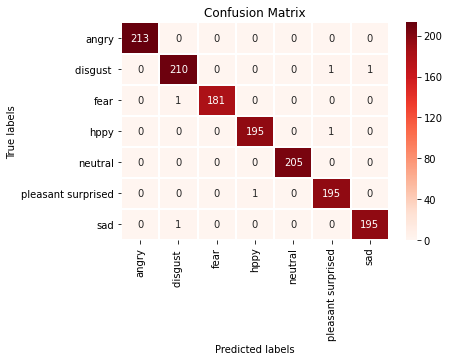 Confusion Matrix
angry 213 0 0 0 0 0 0
disgust 0 210 0 0 0 1 1
fear 0 1 181 0 0 0 0
hppy 0 0 0 195 0 1 0
neutral 0 0 0 0 205 0 0
pleasant surprised 0 0 0 1 0 195 0
sad 0 1 0 0 0 0 195
True labels
angry
disgust
fear
hppy
neutral
pleasant surprised
sad
Predicted labels
200
160
120
80
40
0